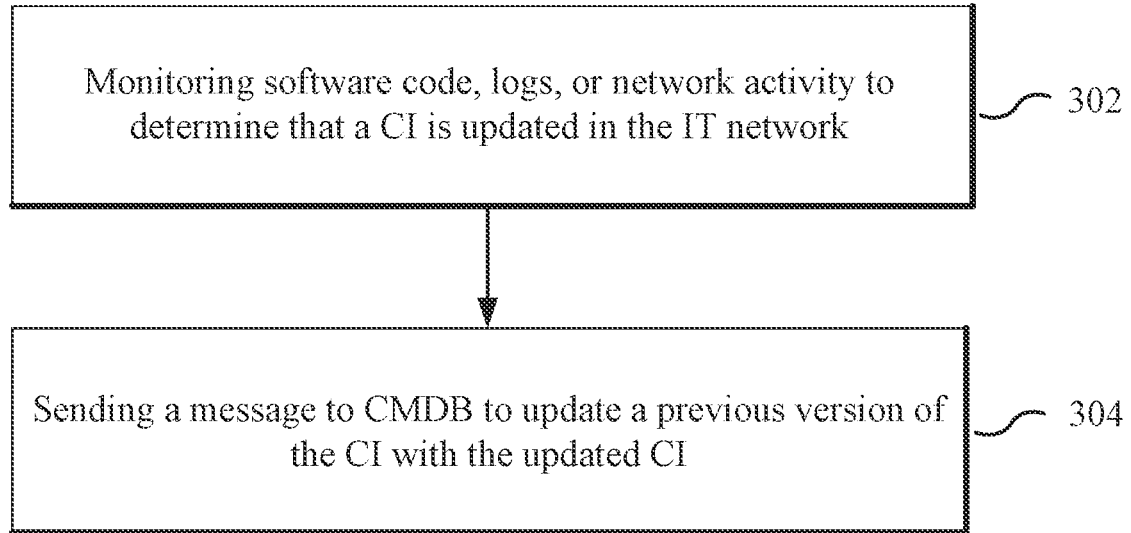 Monitoring software code, logs, or network activity to
determine that a CI is updated in the IT network
302
Sending a message to CMDB to update a previous version of
the CI with the updated CI
304